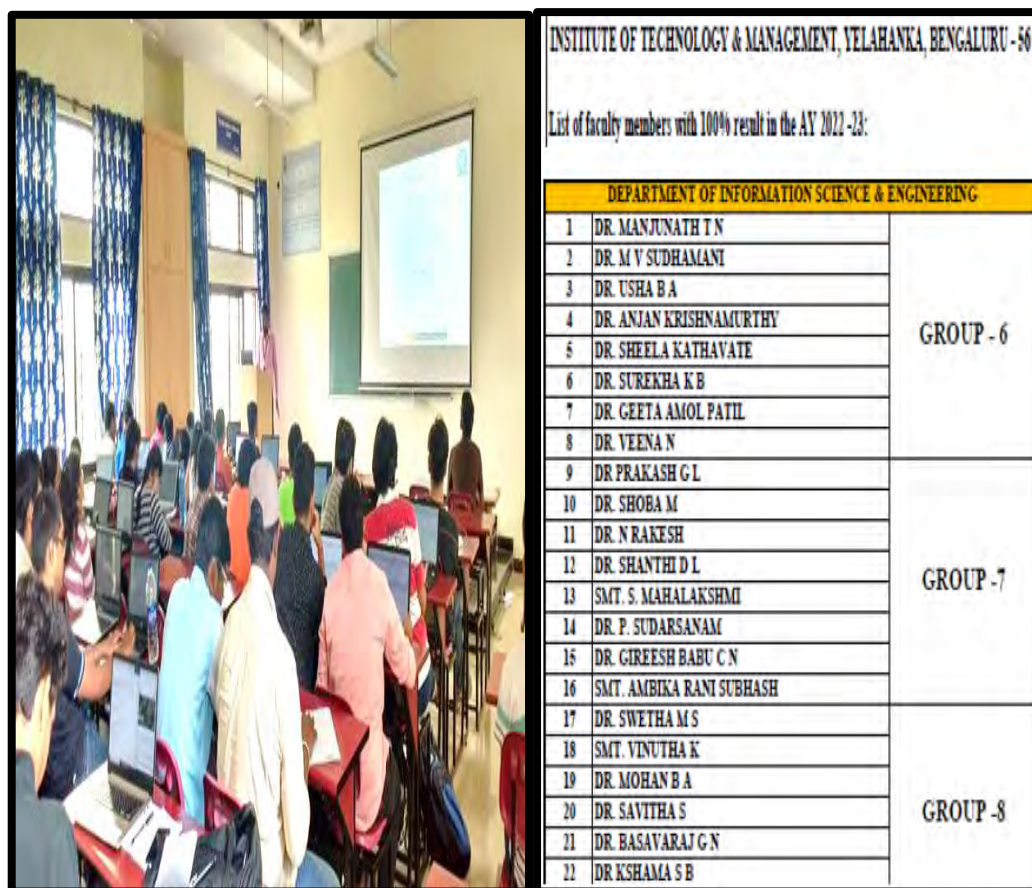 INSTITUTE OF TECHNOLOGY & MANAGEMENT, YELAHANKA, BENGALURU - 56
List of faculty members with 100% result in the AY 2022 -23:
DEPARTMENT OF INFORMATION SCIENCE & ENGINEERING
1 DR. MANJUNATH T N
2 DR. M V SUDHAMANI
3 DR. USHA B A
4 DR. ANJAN KRISHNAMURTHY
5 DR. SHEELA KATHAVATE
6 DR. SUREKHA K B
7 DR. GEETA AMOL PATIL
8 DR. VEENA N
GROUP - 6
9 DR PRAKASH G L
10 DR. SHOBA M
11 DR. N RAKESH
12 DR. SHANTHI D L
13 SMT. S. MAHALAKSHMI
14 DR. P. SUDARSANAM
15 DR. GIREESH BABU C N
16 SMT. AMBIKA RANI SUBHASH
GROUP -7
17 DR. SWETHA M S
18 SMT. VINUTHA K
19 DR. MOHAN B A
20 DR. SAVITHA S
21 DR. BASAVARAJ G N
22 DR KSHAMA S B
GROUP -8